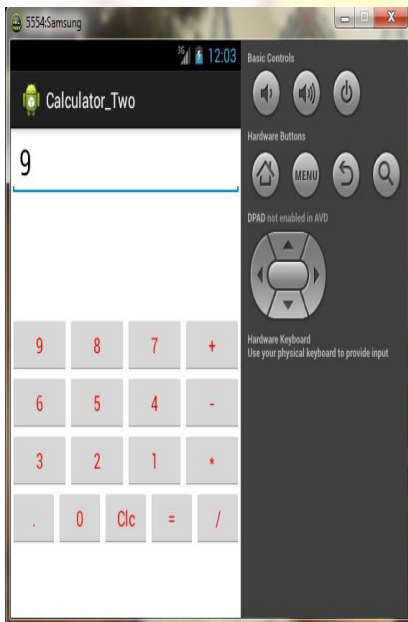 5554:Samsung
3G 12:03
Calculator_Two
9
9 8 7 +
6 5 4 -
3 2 1 *
. 0 Clc = /
Basic Controls
Hardware Buttons
MENU
DPAD not enabled in AVD
Hardware Keyboard
Use your physical keyboard to provide input